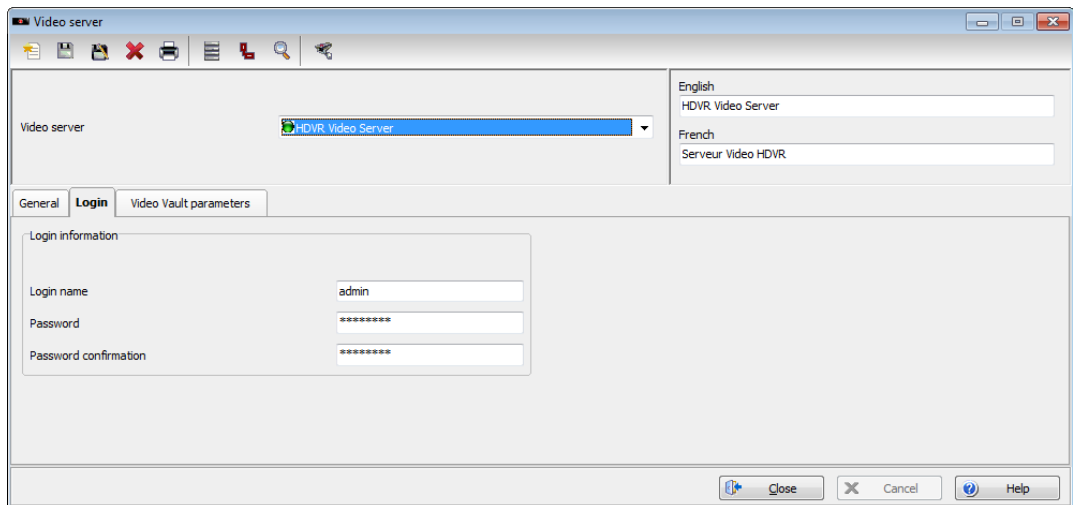 Video server
English
HDVR Video Server
Video server
HDVR Video Server
French
Serveur Video HDVR
General
Login
Video Vault parameters
Login information
Login name
admin
Password
********
Password confirmation
********
Close
Cancel
Help